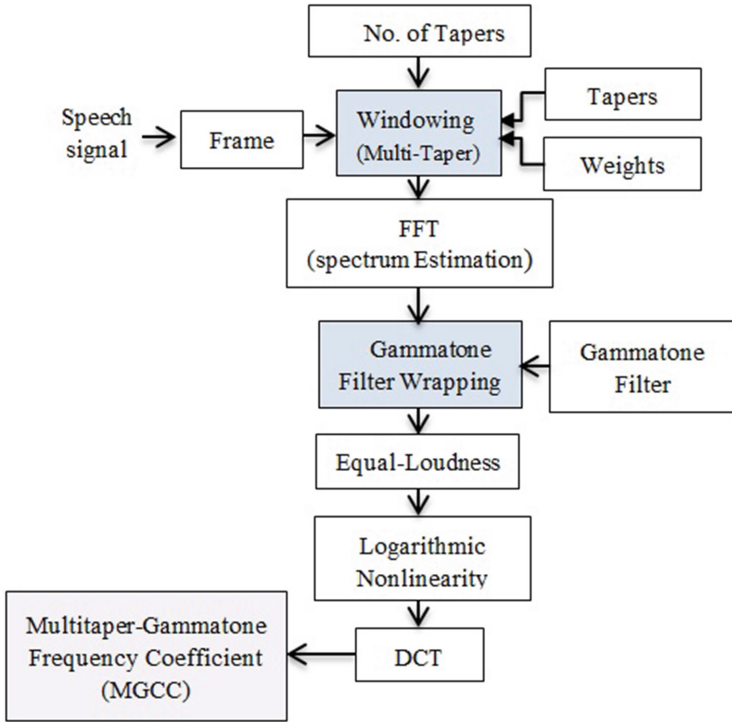 No. of Tapers
Speech
signal
Frame
Windowing
(Multi-Taper)
Tapers
Weights
FFT
(spectrum Estimation)
Gammatone
Filter Wrapping
Gammatone
Filter
Equal-Loudness
Logarithmic
Nonlinearity
DCT
Multitaper-Gammatone
Frequency Coefficient
(MGCC)